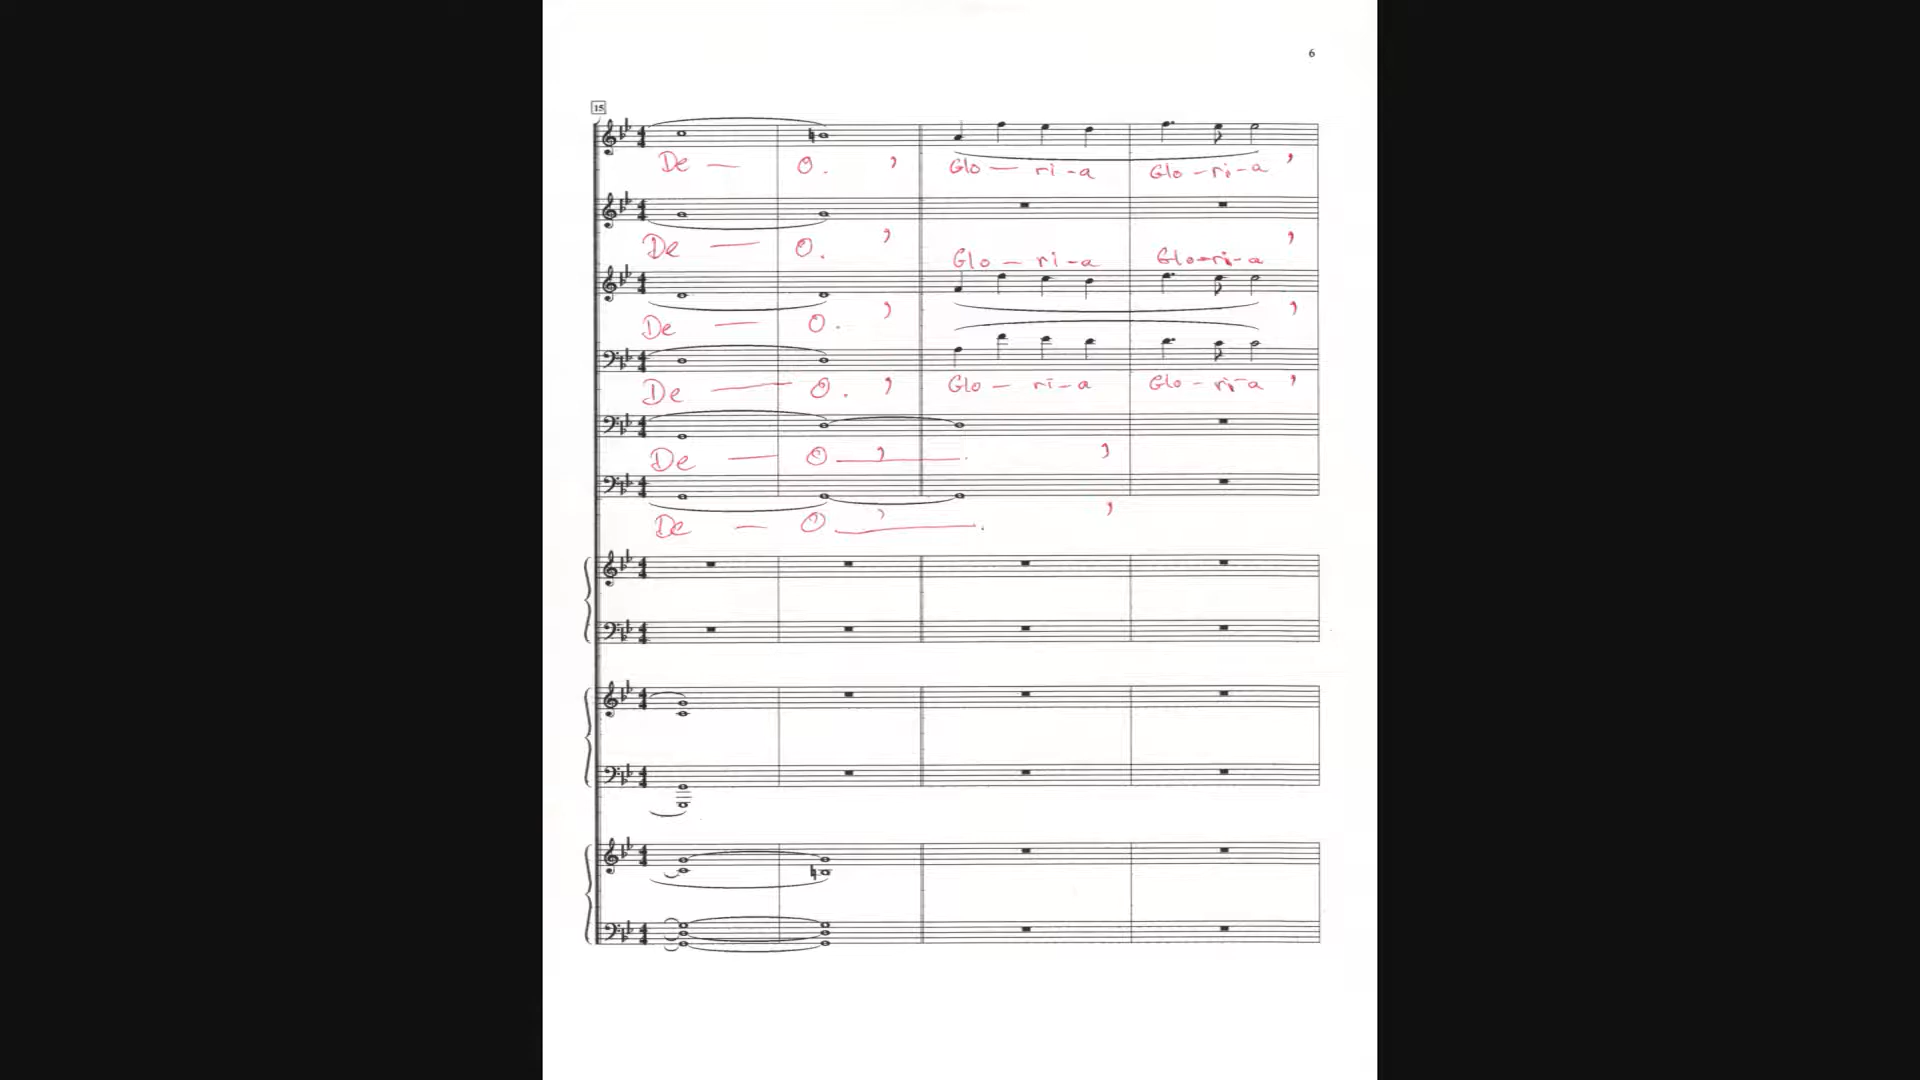 6
15
De — O. , Glo — ri - a Glo - ri - a ,
De — O. , ,
Glo — ri - a Glo - ri - a
De — O. , ,
De — O. , Glo — ri - a Glo - ri - a ,
De — O , . ,
De — O , . ,